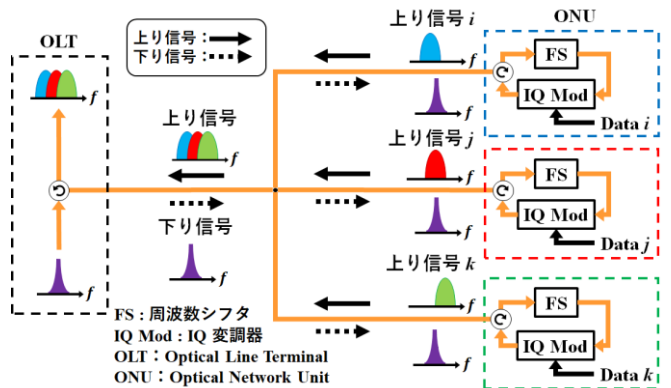 OLT
上り信号:
下り信号:
上り信号 i
ONU
FS
IQ Mod
Data i
f
f
f
上り信号
f
上り信号 j
f
f
FS
IQ Mod
Data j
下り信号
f
f
上り信号 k
f
f
FS
IQ Mod
Data k
FS : 周波数シフタ
IQ Mod : IQ 変調器
OLT：Optical Line Terminal
ONU：Optical Network Unit